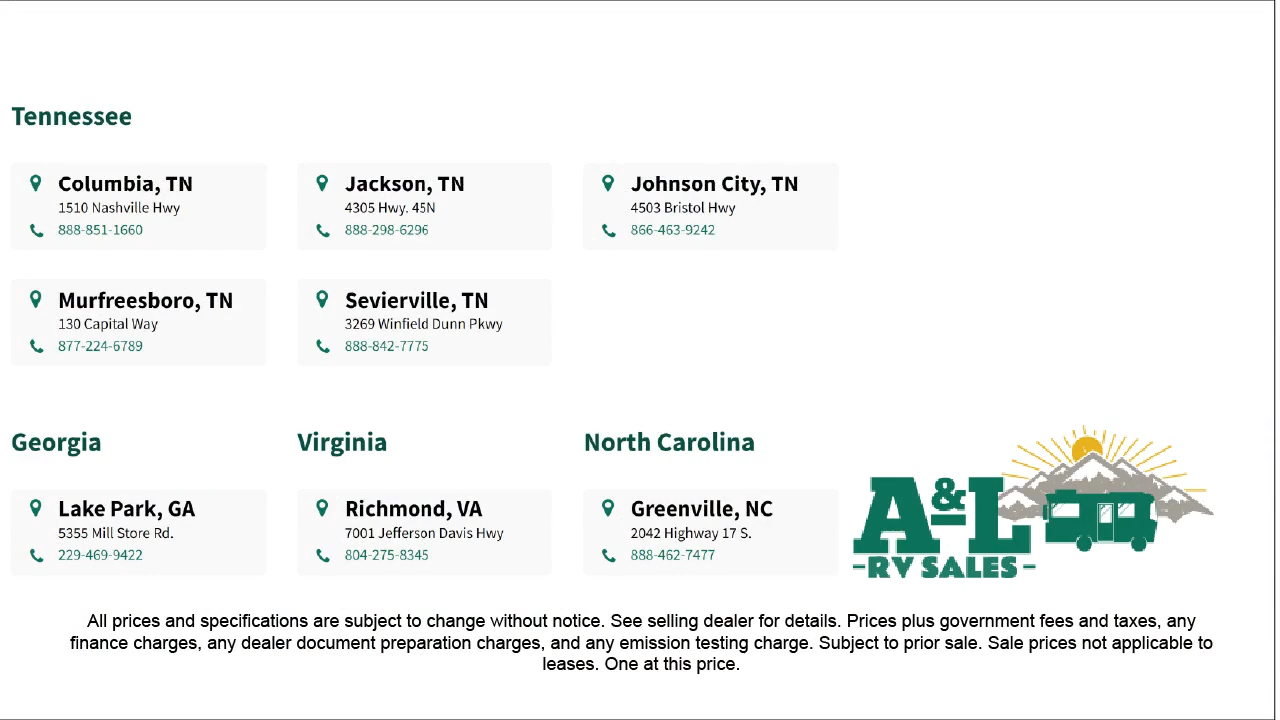 Tennessee
Columbia, TN
1510 Nashville Hwy
888-851-1660
Jackson, TN
4305 Hwy. 45N
888-298-6296
Johnson City, TN
4503 Bristol Hwy
866-463-9242
Murfreesboro, TN
130 Capital Way
877-224-6789
Sevierville, TN
3269 Winfield Dunn Pkwy
888-842-7775
Georgia
Lake Park, GA
5355 Mill Store Rd.
229-469-9422
Virginia
Richmond, VA
7001 Jefferson Davis Hwy
804-275-8345
North Carolina
Greenville, NC
2042 Highway 17 S.
888-462-7477
A&L
-RV SALES-
All prices and specifications are subject to change without notice. See selling dealer for details. Prices plus government fees and taxes, any
finance charges, any dealer document preparation charges, and any emission testing charge. Subject to prior sale. Sale prices not applicable to
leases. One at this price.